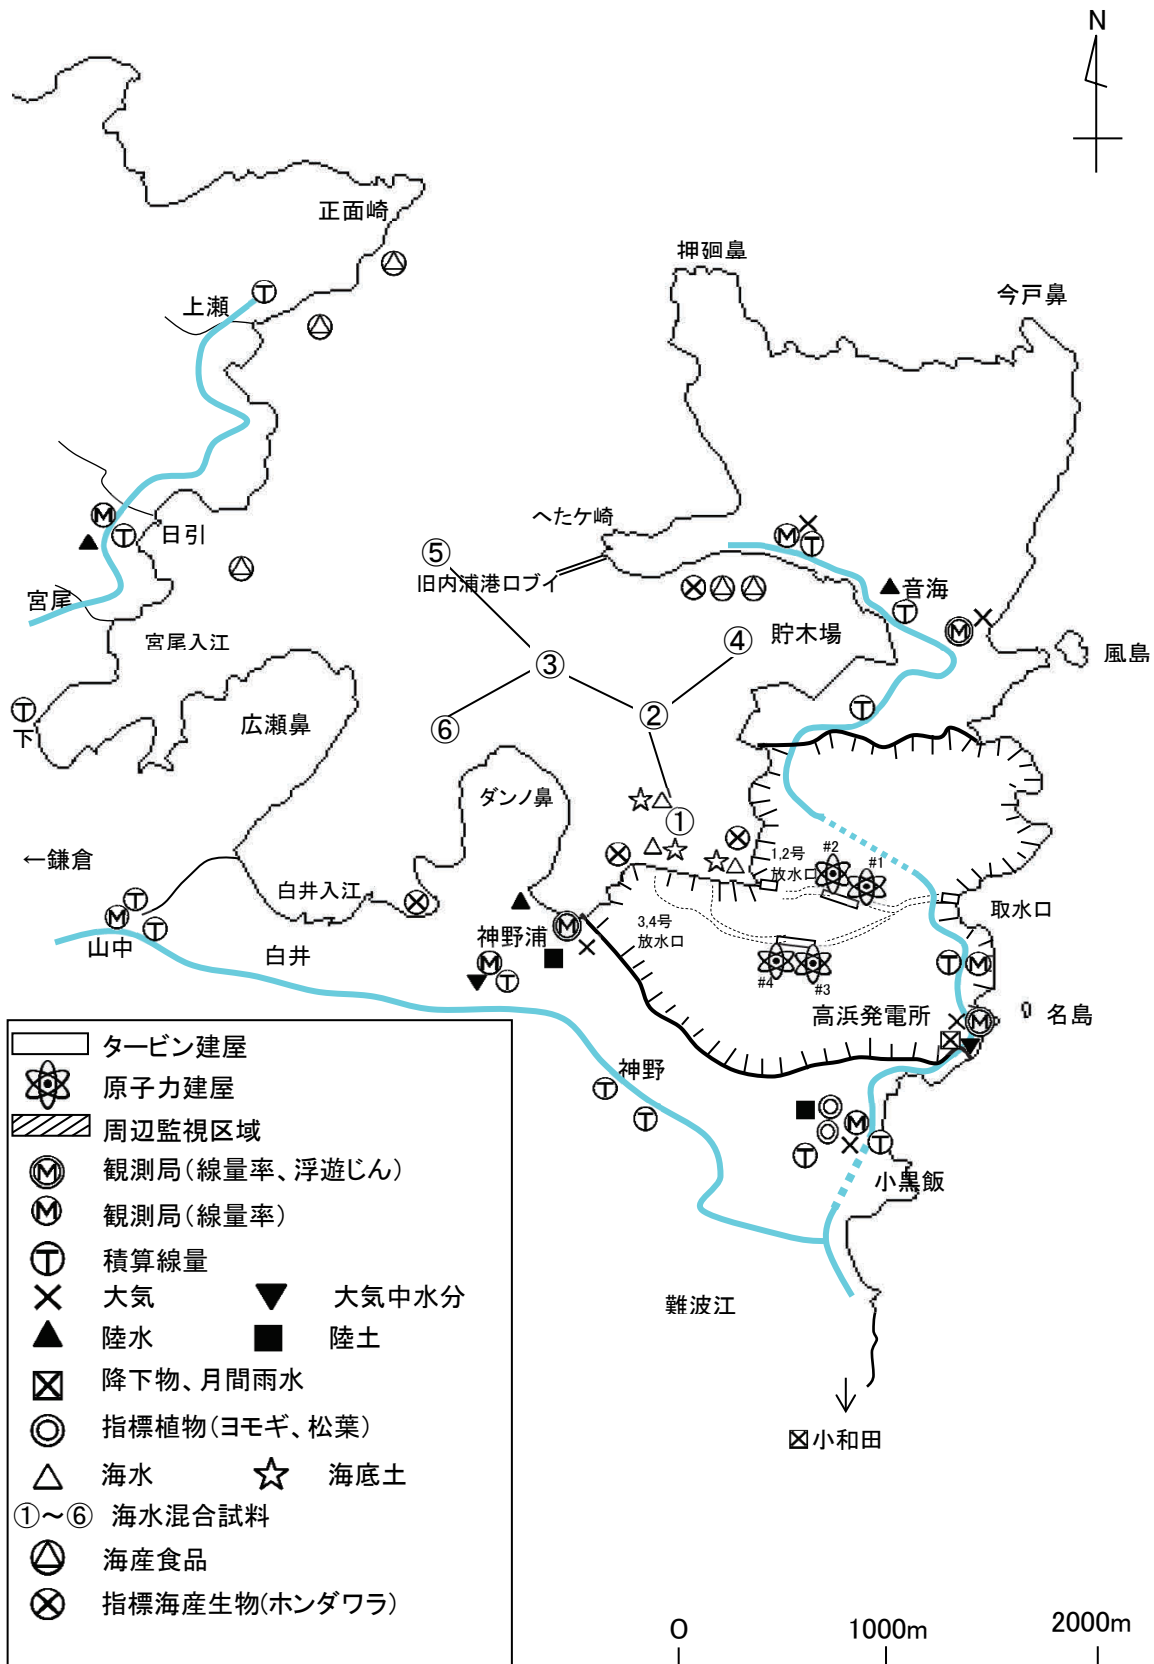 N
正面崎
押廻鼻
今戸鼻
上瀬
T
へたケ崎
M
T
日引
M
T
⑤
旧内浦港口ブイ
音海
T
宮尾
宮尾入江
貯木場
M
④
風島
③
②
⑥
T
下
広瀬鼻
T
ダンノ鼻
①
←鎌倉
1,2号
放水口
#2
#1
白井入江
T
M
T
山中
白井
神野浦
M
3,4号
放水口
取水口
M
T
#4
#3
T
M
高浜発電所
M
名島
タービン建屋
原子力建屋
周辺監視区域
神野
T
T
M
T
T
小黒飯
M 観測局(線量率、浮遊じん)
M 観測局(線量率)
T 積算線量
大気 大気中水分
難波江
陸水 陸土
降下物、月間雨水
指標植物(ヨモギ、松葉)
小和田
海水 海底土
①～⑥ 海水混合試料
海産食品
指標海産生物(ホンダワラ)
O 1000m 2000m